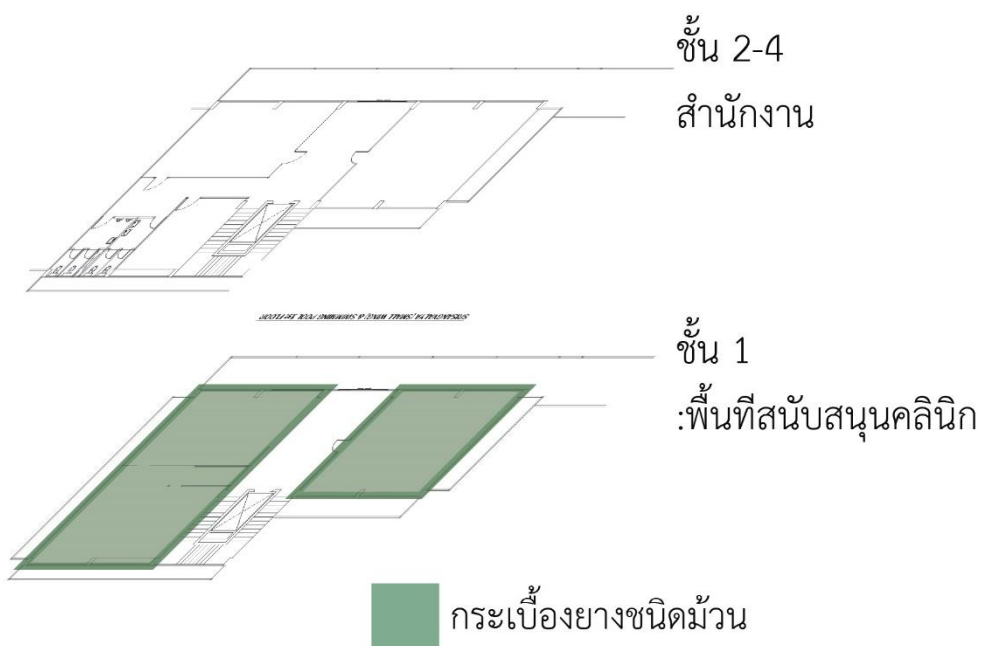 ชั้น 2-4
สำนักงาน
ชั้น 1
:พื้นที่สนับสนุนคลินิก
กระเบื้องยางชนิดม้วน